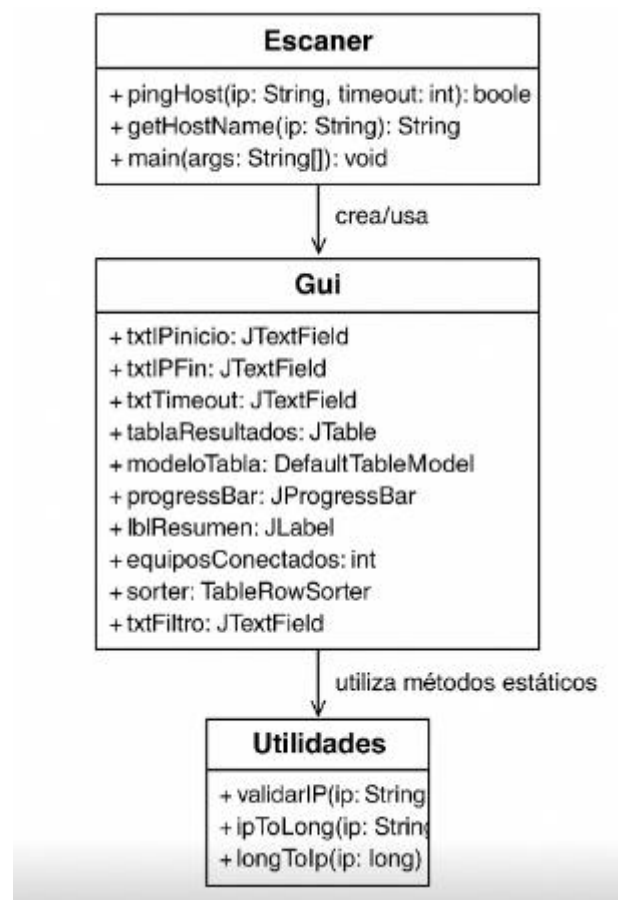 Escaner
+ pingHost(ip: String, timeout: int): boole
+ getHostName(ip: String): String
+ main(args: String[]): void
crea/usa
Gui
+ txtIPinicio: JTextField
+ txtIPFin: JTextField
+ txtTimeout: JTextField
+ tablaResultados: JTable
+ modeloTabla: DefaultTableModel
+ progressBar: JProgressBar
+ lblResumen: JLabel
+ equiposConectados: int
+ sorter: TableRowSorter
+ txtFiltro: JTextField
utiliza métodos estáticos
Utilidades
+ validarIP(ip: String
+ ipToLong(ip: String
+ longToIp(ip: long)